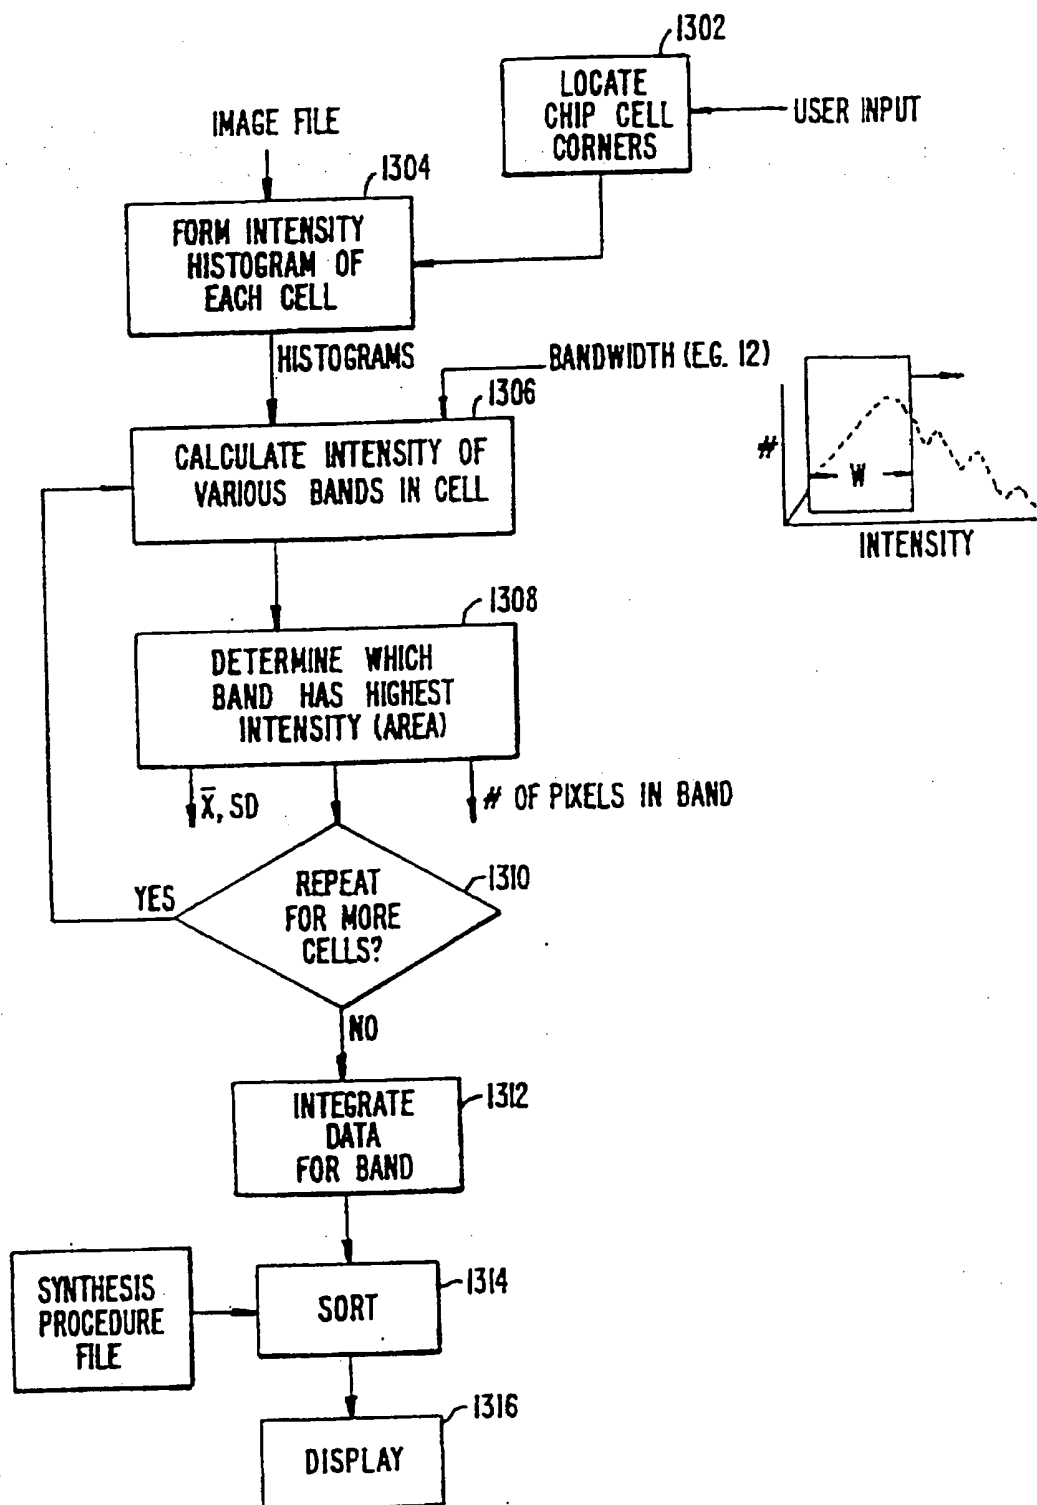 1302
LOCATE
CHIP CELL
CORNERS
USER INPUT
IMAGE FILE
1304
FORM INTENSITY
HISTOGRAM OF
EACH CELL
HISTOGRAMS
BANDWIDTH (E.G. 12)
1306
CALCULATE INTENSITY OF
VARIOUS BANDS IN CELL
#
W
INTENSITY
1308
DETERMINE WHICH
BAND HAS HIGHEST
INTENSITY (AREA)
X̄, SD
# OF PIXELS IN BAND
1310
REPEAT
FOR MORE
CELLS?
YES
NO
1312
INTEGRATE
DATA
FOR BAND
SYNTHESIS
PROCEDURE
FILE
1314
SORT
1316
DISPLAY